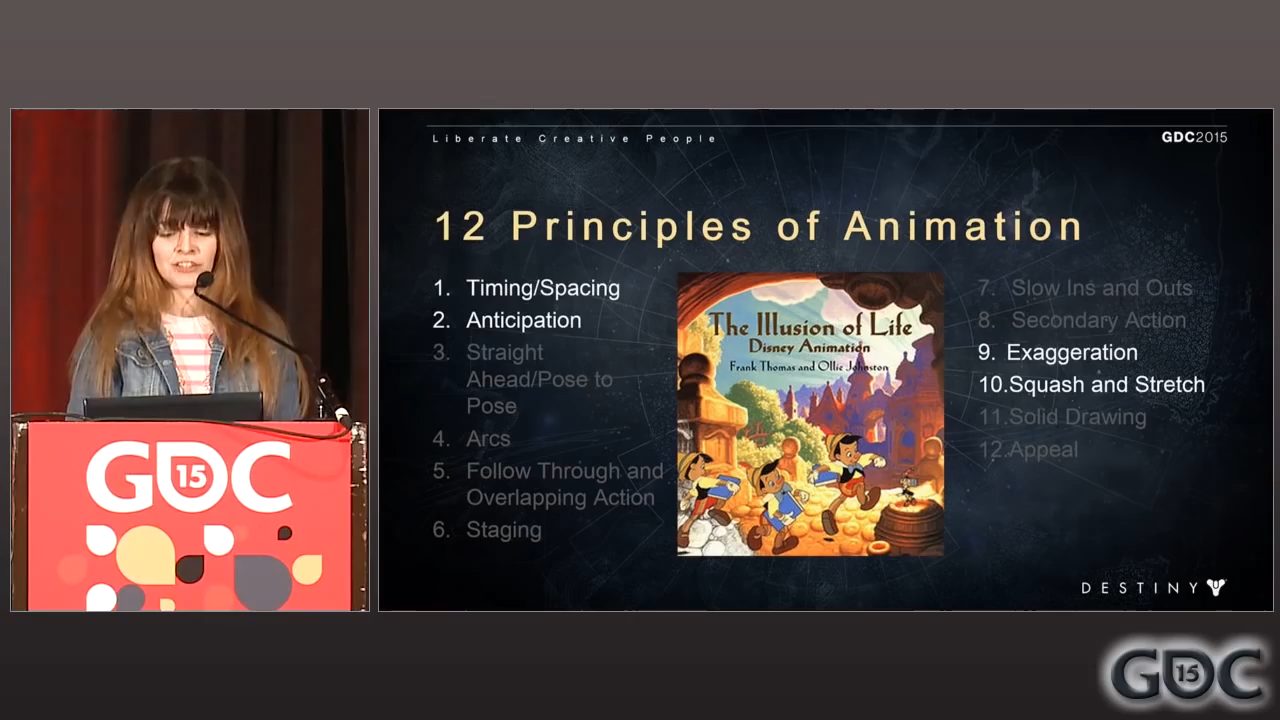 Liberate Creative People
GDC2015
12 Principles of Animation
1. Timing/Spacing
2. Anticipation
3. Straight
Ahead/Pose to
Pose
4. Arcs
5. Follow Through and
Overlapping Action
6. Staging
The Illusion of Life
Disney Animation
Frank Thomas and Ollie Johnston
7. Slow Ins and Outs
8. Secondary Action
9. Exaggeration
10.Squash and Stretch
11.Solid Drawing
12.Appeal
DESTINY
GDC
15
GDC
15